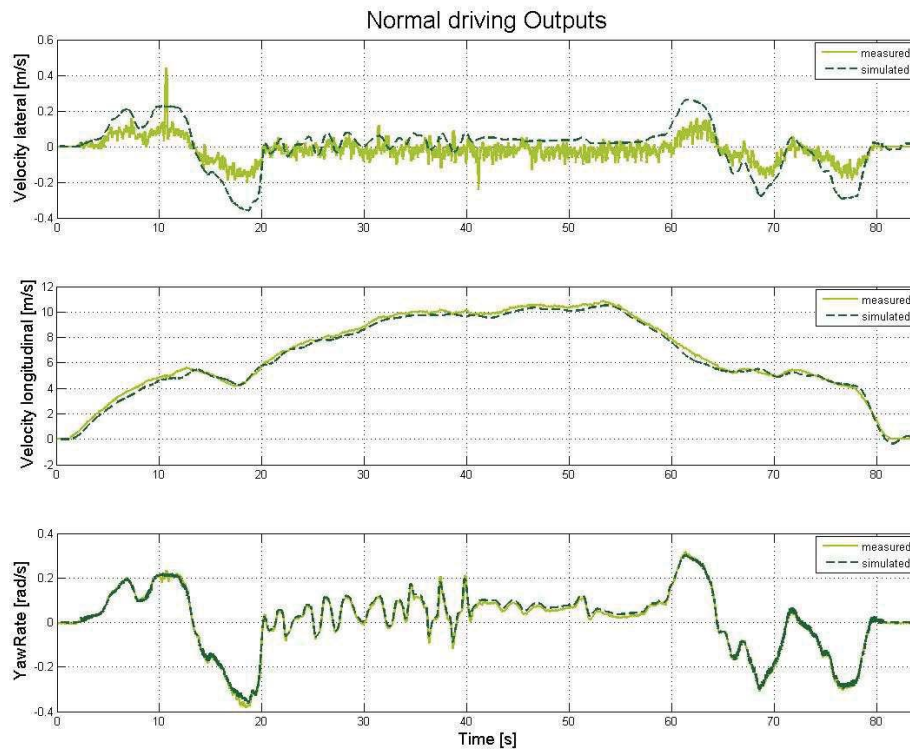 Normal driving Outputs
Velocity lateral [m/s]
0.6
0.4
0.2
0
-0.2
-0.4
measured
simulated
0 10 20 30 40 50 60 70 80
Velocity longitudinal [m/s]
12
10
8
6
4
2
0
-2
measured
simulated
0 10 20 30 40 50 60 70 80
YawRate [rad/s]
0.4
0.2
0
-0.2
-0.4
measured
simulated
0 10 20 30 40 50 60 70 80
Time [s]